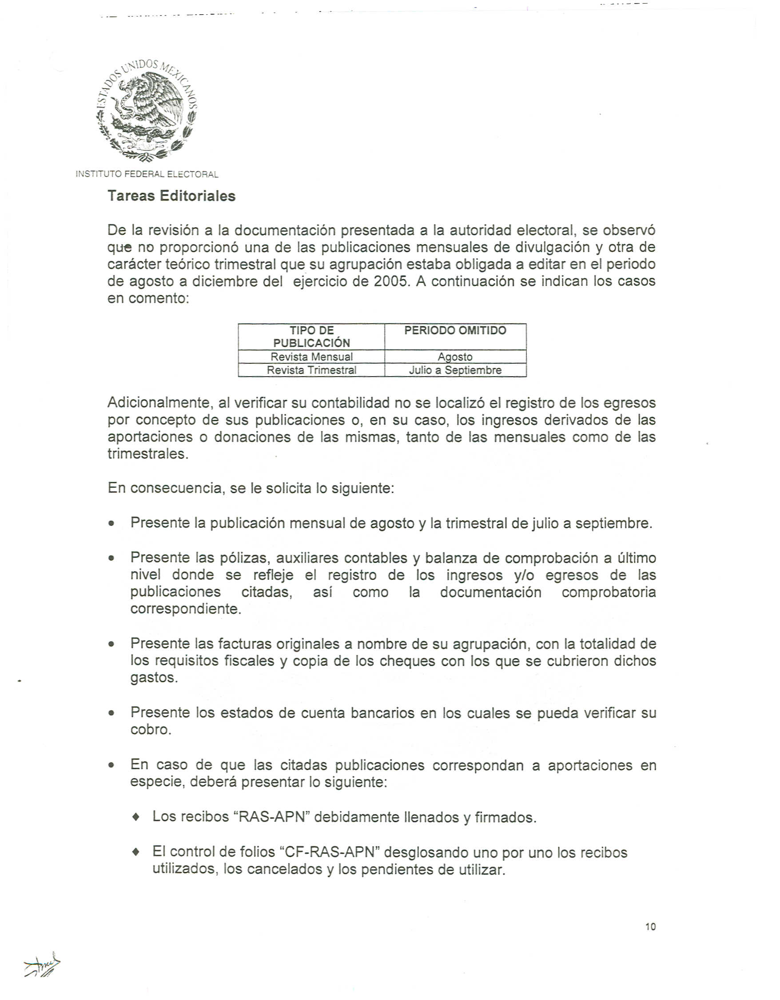 ESTADOS UNIDOS MEXICANOS
INSTITUTO FEDERAL ELECTORAL
Tareas Editoriales
De la revisión a la documentación presentada a la autoridad electoral, se observó
que no proporcionó una de las publicaciones mensuales de divulgación y otra de
carácter teórico trimestral que su agrupación estaba obligada a editar en el periodo
de agosto a diciembre del ejercicio de 2005. A continuación se indican los casos
en comento:
TIPO DE PUBLICACIÓN PERIODO OMITIDO
Revista Mensual Agosto
Revista Trimestral Julio a Septiembre
Adicionalmente, al verificar su contabilidad no se localizó el registro de los egresos
por concepto de sus publicaciones o, en su caso, los ingresos derivados de las
aportaciones o donaciones de las mismas, tanto de las mensuales como de las
trimestrales.
En consecuencia, se le solicita lo siguiente:
• Presente la publicación mensual de agosto y la trimestral de julio a septiembre.
• Presente las pólizas, auxiliares contables y balanza de comprobación a último
nivel donde se refleje el registro de los ingresos y/o egresos de las
publicaciones citadas, así como la documentación comprobatoria
correspondiente.
• Presente las facturas originales a nombre de su agrupación, con la totalidad de
los requisitos fiscales y copia de los cheques con los que se cubrieron dichos
gastos.
• Presente los estados de cuenta bancarios en los cuales se pueda verificar su
cobro.
• En caso de que las citadas publicaciones correspondan a aportaciones en
especie, deberá presentar lo siguiente:
♦ Los recibos “RAS-APN” debidamente llenados y firmados.
♦ El control de folios “CF-RAS-APN” desglosando uno por uno los recibos
utilizados, los cancelados y los pendientes de utilizar.
10